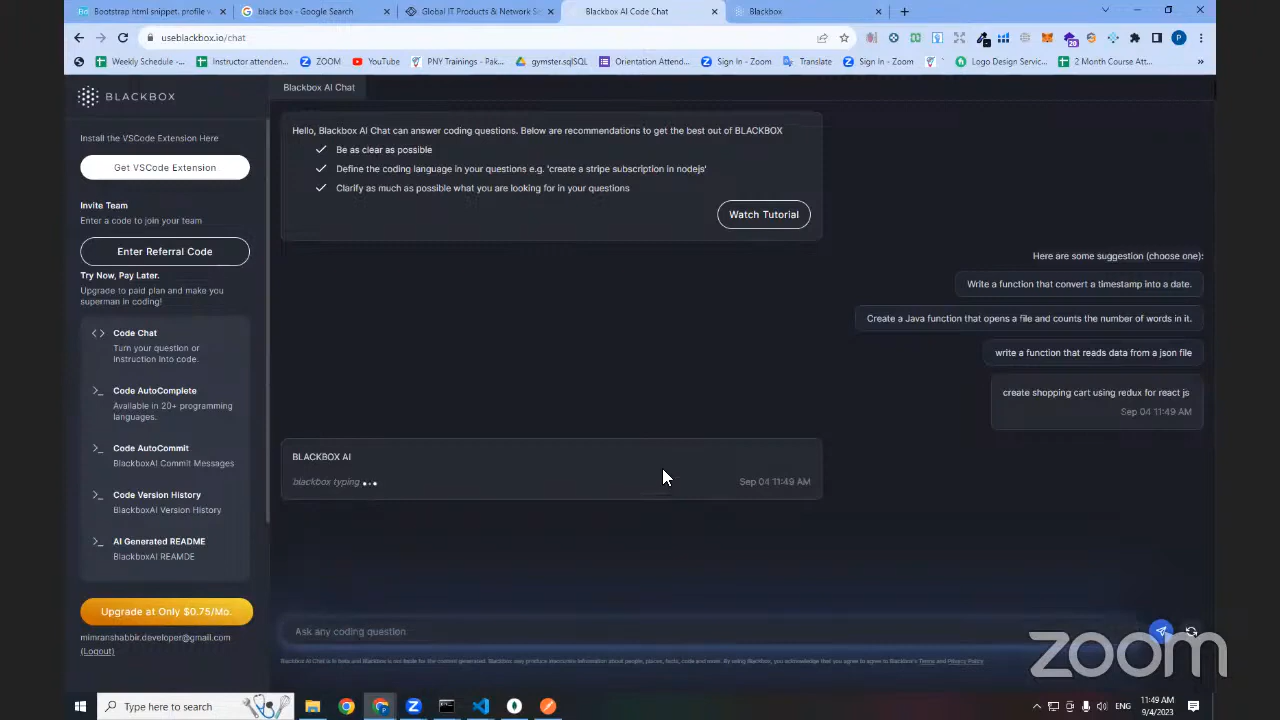 Bootstap html snippet. profile w
black box - Google Search
Global IT Products & Network Se
Blackbox AI Code Chat
Blackbox
useblackbox.io/chat
Weekly Schedule -...
Instructor attenden...
ZOOM
YouTube
PNY Trainings - Pak...
gymster.sqlSQL
Orientation Attend...
Sign In - Zoom
Translate
Sign In - Zoom
Logo Design Servic...
2 Month Course Att...
»
20
P
BLACKBOX
Blackbox AI Chat
Install the VSCode Extension Here
Get VSCode Extension
Invite Team
Enter a code to join your team
Enter Referral Code
Try Now, Pay Later.
Upgrade to paid plan and make you
superman in coding!
<> Code Chat
Turn your question or
instruction into code.
>_ Code AutoComplete
Available in 20+ programming
languages.
>_ Code AutoCommit
BlackboxAI Commit Messages
>_ Code Version History
BlackboxAI Version History
>_ AI Generated README
BlackboxAI REAMDE
Upgrade at Only $0.75/Mo.
mimranshabbir.developer@gmail.com
(Logout)
Hello, Blackbox AI Chat can answer coding questions. Below are recommendations to get the best out of BLACKBOX
Be as clear as possible
Define the coding language in your questions e.g. 'create a stripe subscription in nodejs'
Clarify as much as possible what you are looking for in your questions
Watch Tutorial
Here are some suggestion (choose one):
Write a function that convert a timestamp into a date.
Create a Java function that opens a file and counts the number of words in it.
write a function that reads data from a json file
create shopping cart using redux for react js
Sep 04 11:49 AM
BLACKBOX AI
blackbox typing
Sep 04 11:49 AM
Ask any coding question
Terms and Privacy Policy
zoom
Type here to search
ENG
11:49 AM
9/4/2023